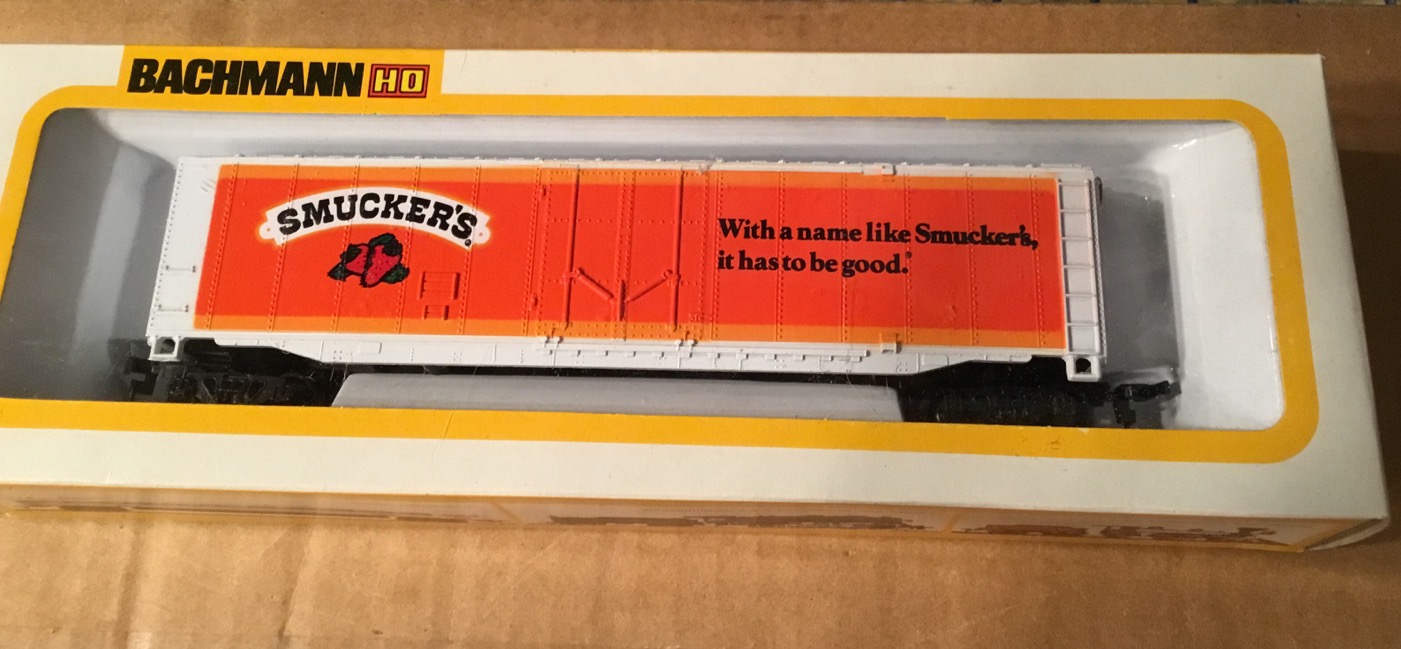 BACHMANN HO
SMUCKER'S®
With a name like Smucker's,
it has to be good.®